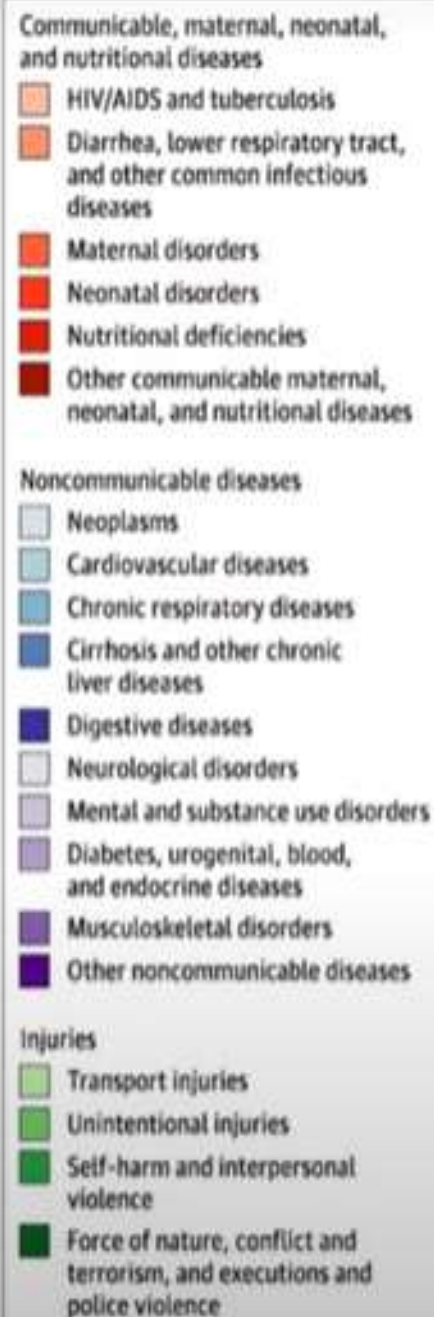 Communicable, maternal, neonatal,
and nutritional diseases
HIV/AIDS and tuberculosis
Diarrhea, lower respiratory tract,
and other common infectious
diseases
Maternal disorders
Neonatal disorders
Nutritional deficiencies
Other communicable maternal,
neonatal, and nutritional diseases
Noncommunicable diseases
Neoplasms
Cardiovascular diseases
Chronic respiratory diseases
Cirrhosis and other chronic
liver diseases
Digestive diseases
Neurological disorders
Mental and substance use disorders
Diabetes, urogenital, blood,
and endocrine diseases
Musculoskeletal disorders
Other noncommunicable diseases
Injuries
Transport injuries
Unintentional injuries
Self-harm and interpersonal
violence
Force of nature, conflict and
terrorism, and executions and
police violence